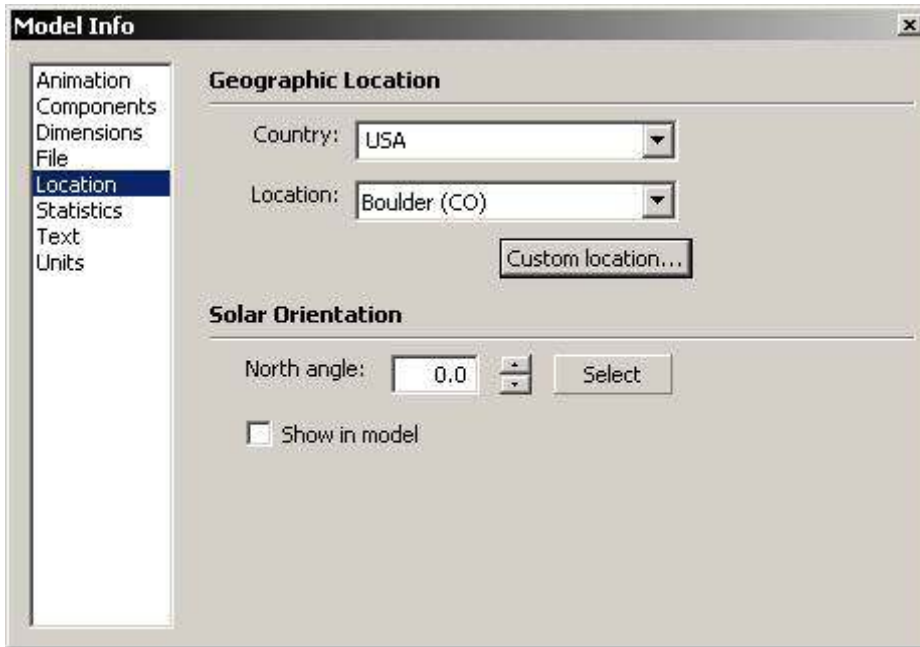 Model Info
Animation
Components
Dimensions
File
Location
Statistics
Text
Units
Geographic Location
Country: USA
Location: Boulder (CO)
Custom location...
Solar Orientation
North angle: 0.0 Select
Show in model